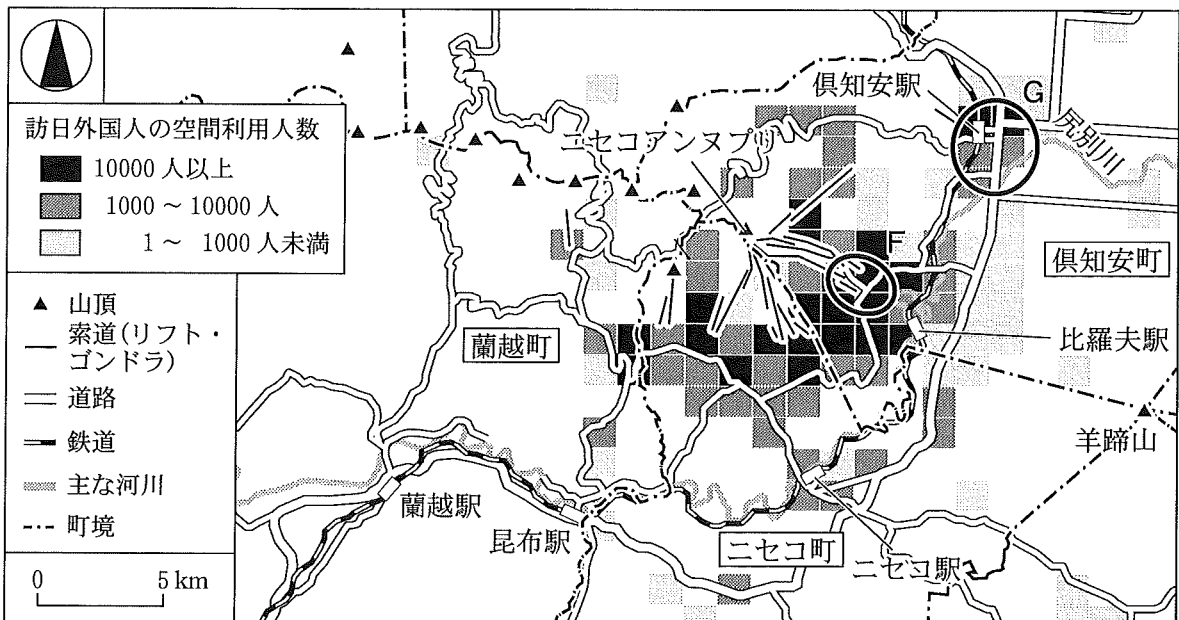 訪日外国人の空間利用人数
10000 人以上
1000 ~ 10000 人
1 ~ 1000 人未満
山頂
索道(リフト・
ゴンドラ)
道路
鉄道
主な河川
町境
0 5 km
倶知安駅
G
尻別川
ニセコアンヌプリ
F
倶知安町
蘭越町
比羅夫駅
羊蹄山
蘭越駅
昆布駅
ニセコ町
ニセコ駅